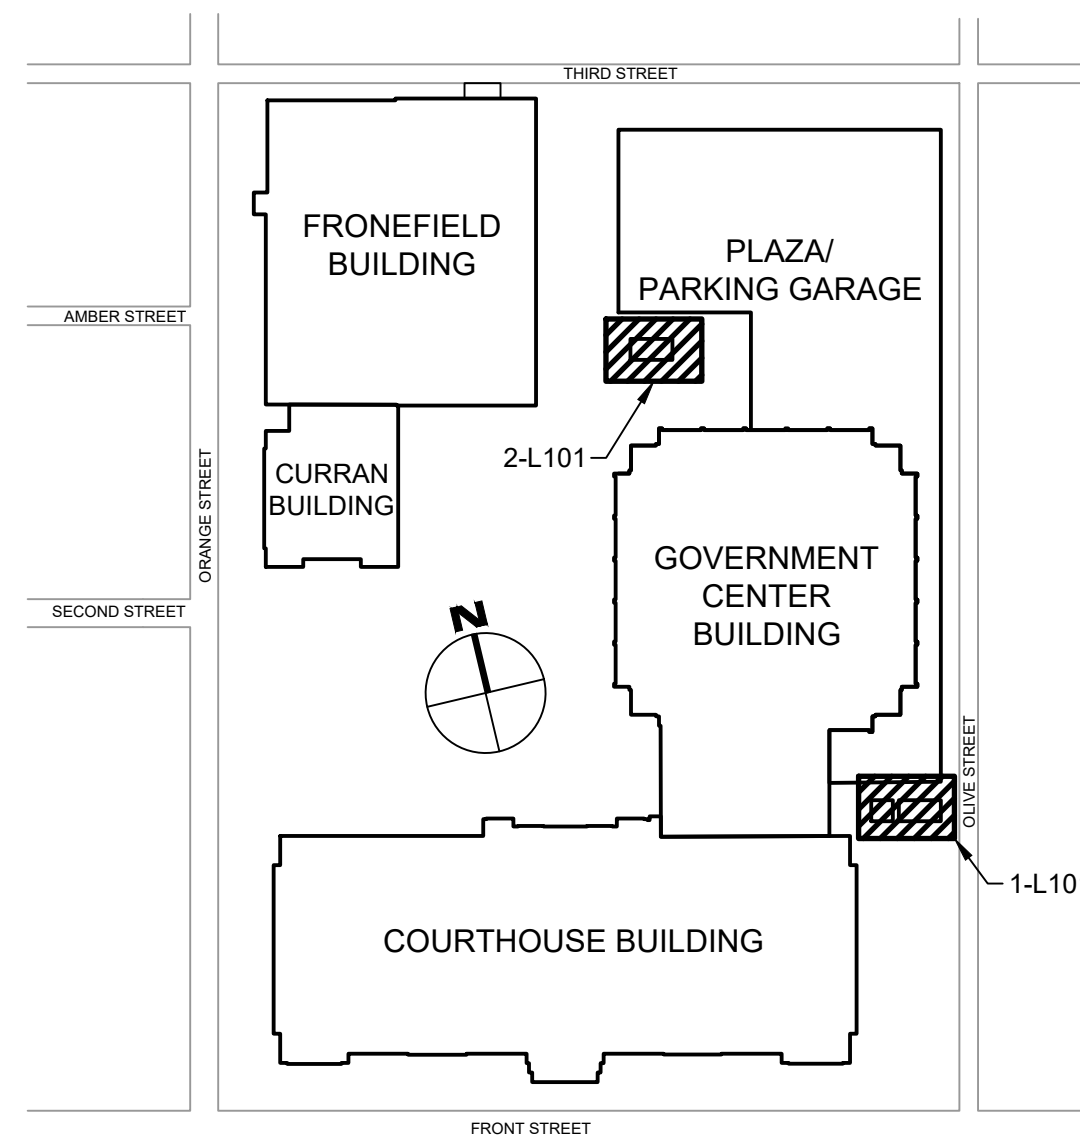 THIRD STREET
FRONEFIELD
BUILDING
PLAZA/
PARKING GARAGE
AMBER STREET
2-L101
CURRAN
BUILDING
ORANGE STREET
GOVERNMENT
CENTER
BUILDING
SECOND STREET
N
OLIVE STREET
1-L10
COURTHOUSE BUILDING
FRONT STREET